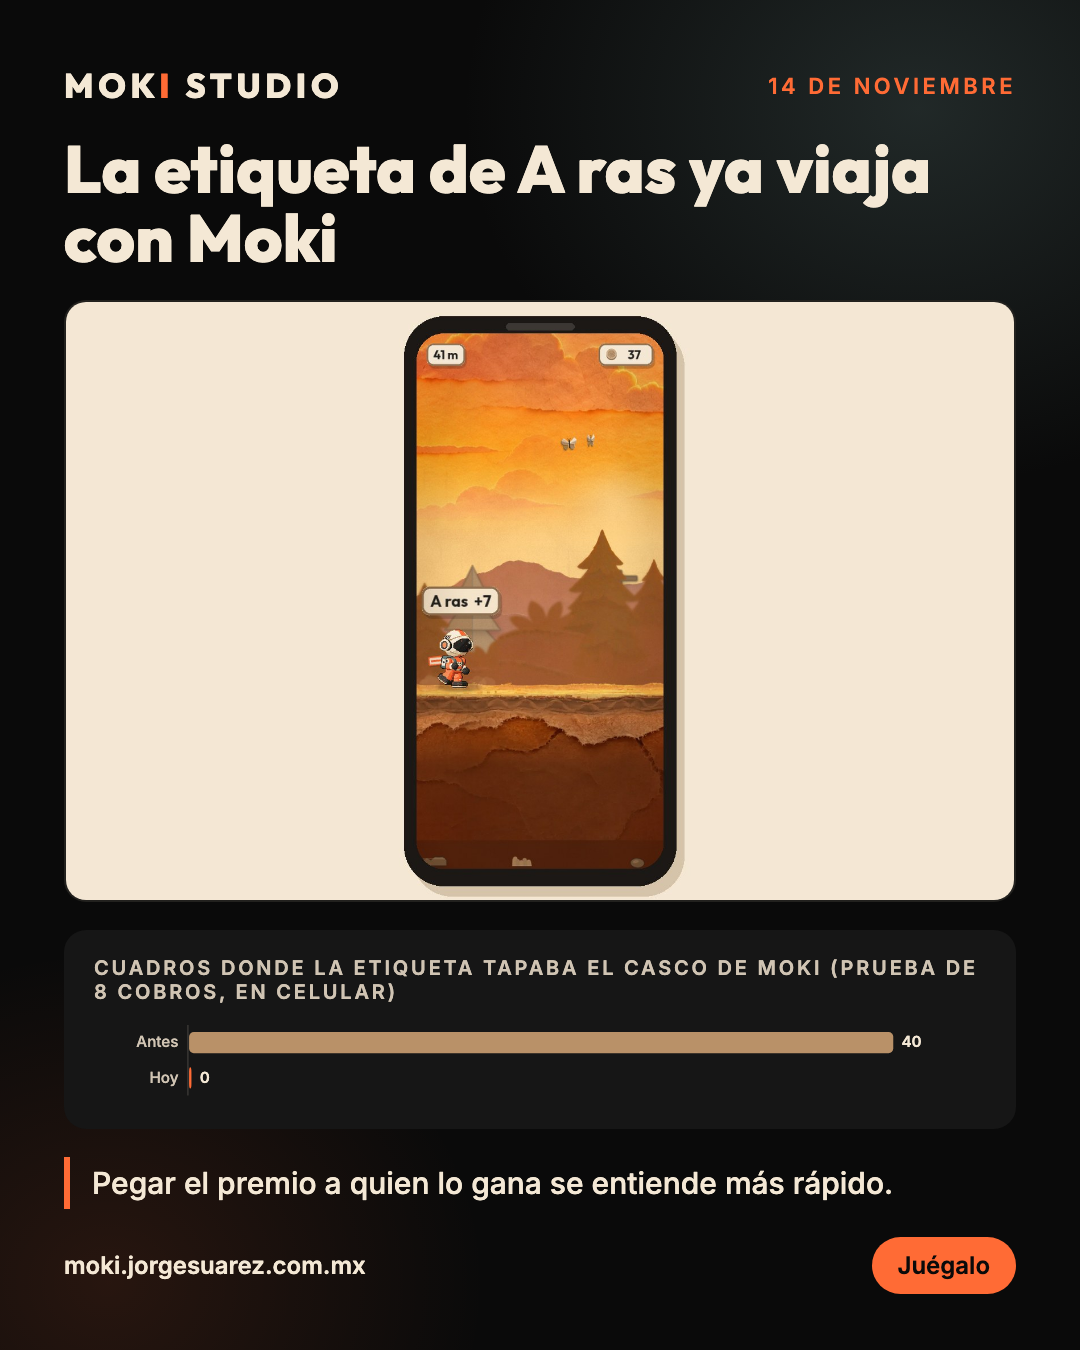 MOKI STUDIO
14 DE NOVIEMBRE
La etiqueta de A ras ya viaja
con Moki
41 m
37
A ras +7
CUADROS DONDE LA ETIQUETA TAPABA EL CASCO DE MOKI (PRUEBA DE
8 COBROS, EN CELULAR)
Antes
40
Hoy
0
Pegar el premio a quien lo gana se entiende más rápido.
moki.jorgesuarez.com.mx
Juégalo